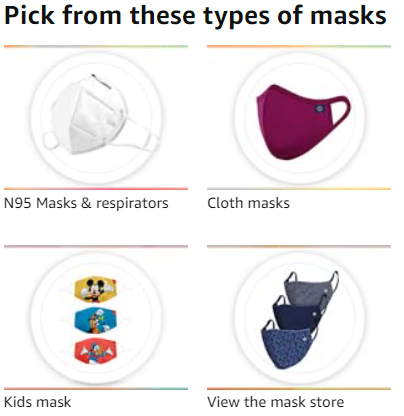 Pick from these types of masks
N95 Masks & respirators
Cloth masks
Kids mask
View the mask store